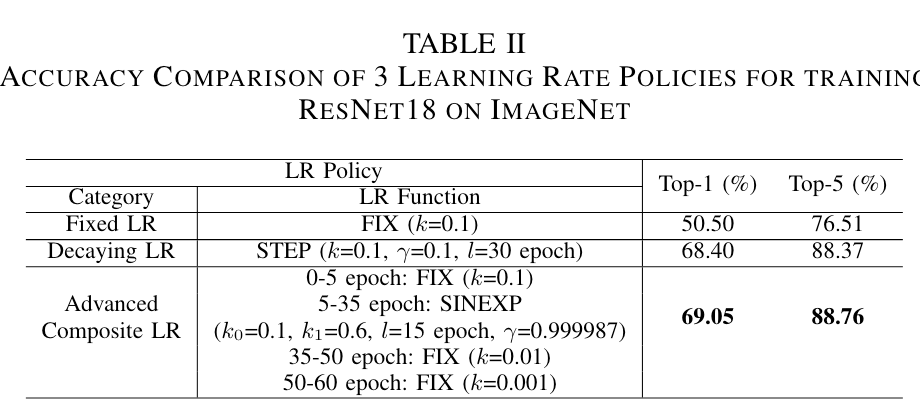 TABLE II
ACCURACY COMPARISON OF 3 LEARNING RATE POLICIES FOR TRAINING
RESNET18 ON IMAGENET
LR Policy
Top-1 (%) Top-5 (%)
Category LR Function
Fixed LR FIX (k=0.1) 50.50 76.51
Decaying LR STEP (k=0.1, γ=0.1, l=30 epoch) 68.40 88.37
Advanced
Composite LR
0-5 epoch: FIX (k=0.1)
5-35 epoch: SINEXP
(k₀=0.1, k₁=0.6, l=15 epoch, γ=0.999987)
35-50 epoch: FIX (k=0.01)
50-60 epoch: FIX (k=0.001)
69.05 88.76